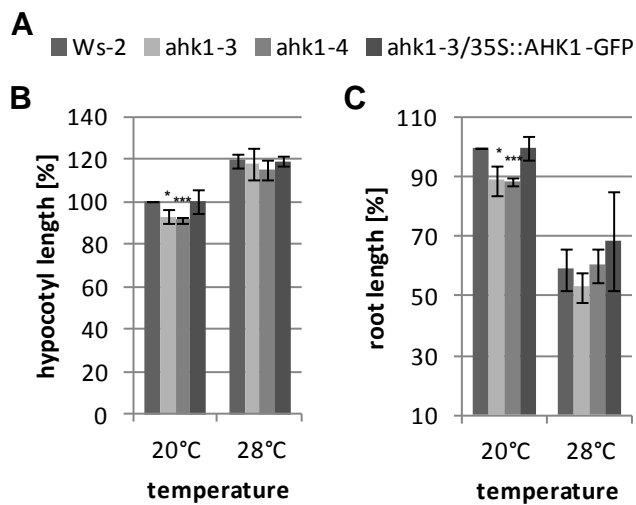 A
Ws-2 ahk1-3 ahk1-4 ahk1-3/35S::AHK1-GFP
B
hypocotyl length [%]
140
120
100
80
60
40
20
0
* ***
20°C 28°C
temperature
C
root length [%]
110
90
70
50
30
10
* ***
20°C 28°C
temperature